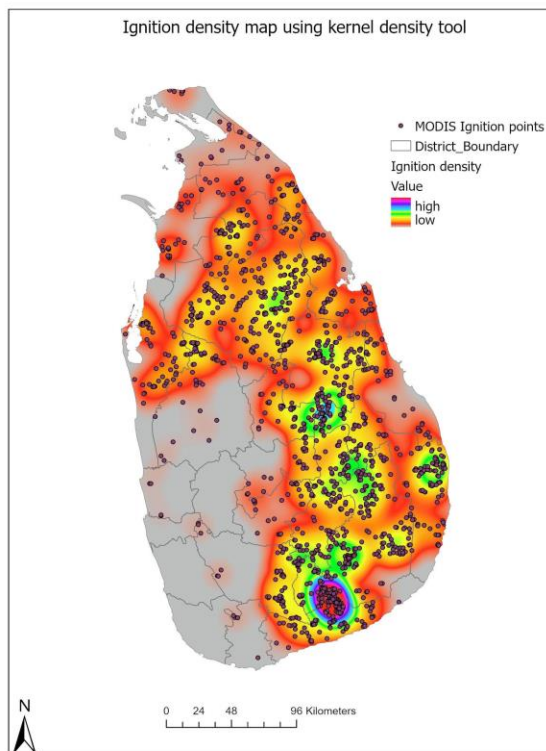 Ignition density map using kernel density tool
MODIS Ignition points
District_Boundary
Ignition density
Value
high
low
N
0 24 48 96 Kilometers